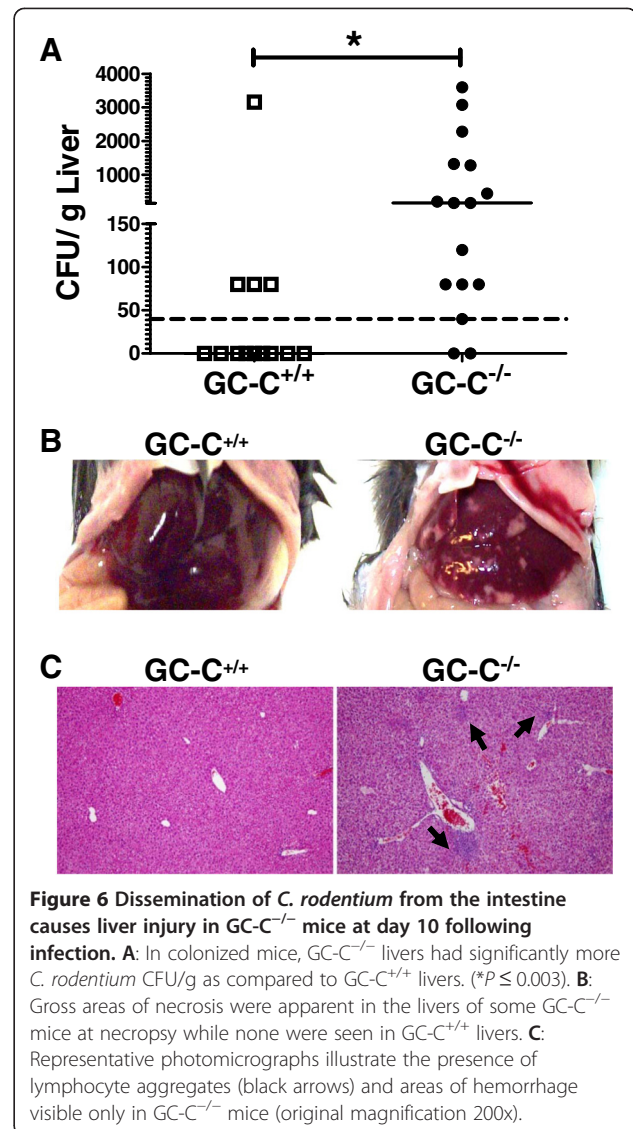 A
*
4000
3000
2000
1000
150
100
50
0
CFU/ g Liver
GC-C+/+ GC-C-/-
B
GC-C+/+ GC-C-/-
C
GC-C+/+ GC-C-/-
Figure 6 Dissemination of C. rodentium from the intestine
causes liver injury in GC-C−/− mice at day 10 following
infection. A: In colonized mice, GC-C−/− livers had significantly more
C. rodentium CFU/g as compared to GC-C+/+ livers. (*P ≤ 0.003). B:
Gross areas of necrosis were apparent in the livers of some GC-C−/−
mice at necropsy while none were seen in GC-C+/+ livers. C:
Representative photomicrographs illustrate the presence of
lymphocyte aggregates (black arrows) and areas of hemorrhage
visible only in GC-C−/− mice (original magnification 200x).